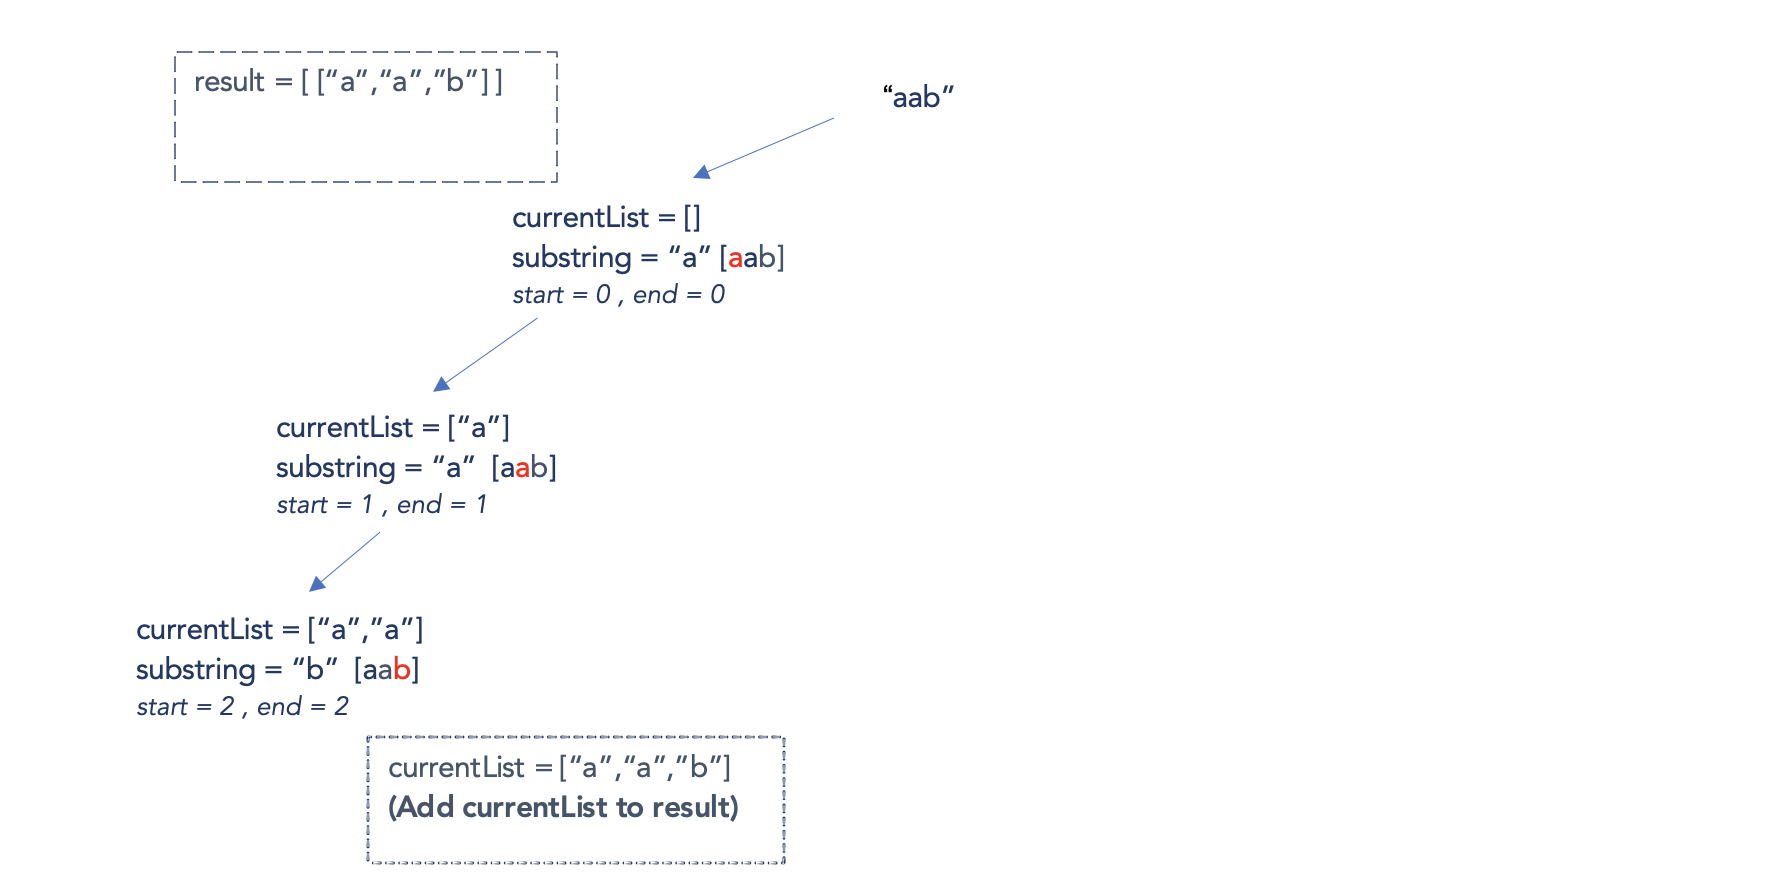 result = [ [“a”,“a”,”b”] ]
“aab”
currentList = []
substring = “a” [aab]
start = 0 , end = 0
currentList = [“a”]
substring = “a” [aab]
start = 1 , end = 1
currentList = [“a”,”a”]
substring = “b” [aab]
start = 2 , end = 2
currentList = [“a”,“a”,”b”]
(Add currentList to result)